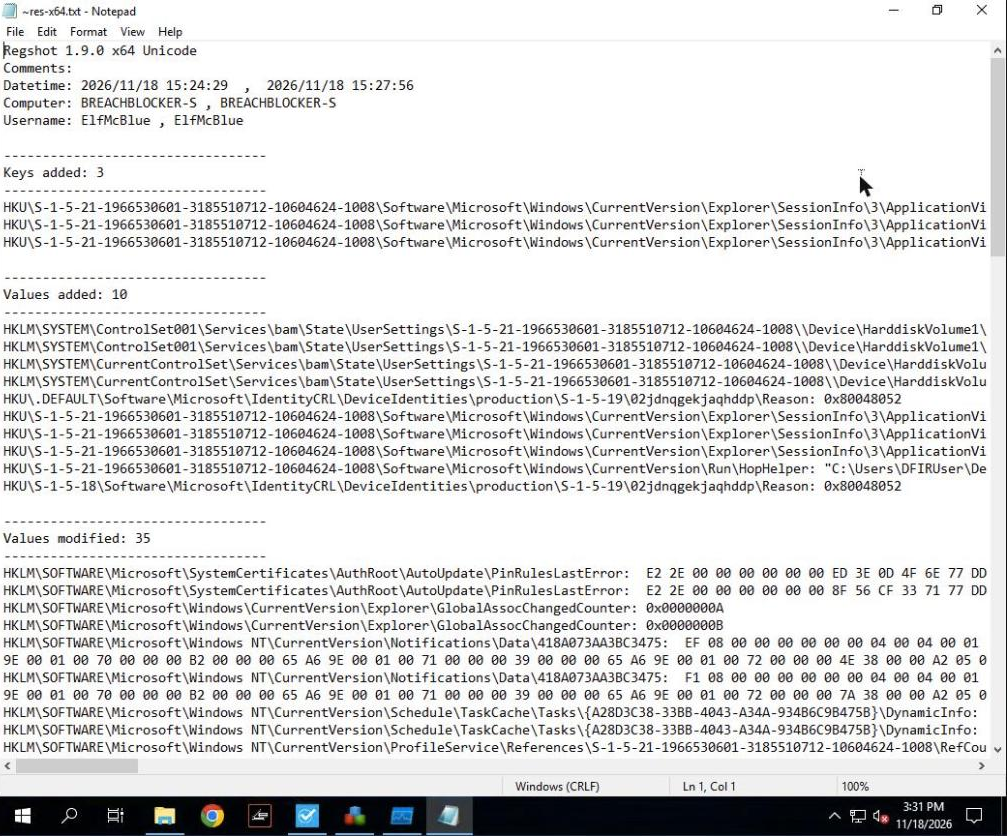 ~res-x64.txt - Notepad
File Edit Format View Help
Regshot 1.9.0 x64 Unicode
Comments:
Datetime: 2026/11/18 15:24:29 , 2026/11/18 15:27:56
Computer: BREACHBLOCKER-S , BREACHBLOCKER-S
Username: ElfMcBlue , ElfMcBlue
----------------------------------
Keys added: 3
----------------------------------
HKU\S-1-5-21-1966530601-3185510712-10604624-1008\Software\Microsoft\Windows\CurrentVersion\Explorer\SessionInfo\3\ApplicationVi
HKU\S-1-5-21-1966530601-3185510712-10604624-1008\Software\Microsoft\Windows\CurrentVersion\Explorer\SessionInfo\3\ApplicationVi
HKU\S-1-5-21-1966530601-3185510712-10604624-1008\Software\Microsoft\Windows\CurrentVersion\Explorer\SessionInfo\3\ApplicationVi
----------------------------------
Values added: 10
----------------------------------
HKLM\SYSTEM\ControlSet001\Services\bam\State\UserSettings\S-1-5-21-1966530601-3185510712-10604624-1008\\Device\HarddiskVolume1\
HKLM\SYSTEM\ControlSet001\Services\bam\State\UserSettings\S-1-5-21-1966530601-3185510712-10604624-1008\\Device\HarddiskVolume1\
HKLM\SYSTEM\CurrentControlSet\Services\bam\State\UserSettings\S-1-5-21-1966530601-3185510712-10604624-1008\\Device\HarddiskVolu
HKLM\SYSTEM\CurrentControlSet\Services\bam\State\UserSettings\S-1-5-21-1966530601-3185510712-10604624-1008\\Device\HarddiskVolu
HKU\.DEFAULT\Software\Microsoft\IdentityCRL\DeviceIdentities\production\S-1-5-19\02jdnqgekjaqhddp\Reason: 0x80048052
HKU\S-1-5-21-1966530601-3185510712-10604624-1008\Software\Microsoft\Windows\CurrentVersion\Explorer\SessionInfo\3\ApplicationVi
HKU\S-1-5-21-1966530601-3185510712-10604624-1008\Software\Microsoft\Windows\CurrentVersion\Explorer\SessionInfo\3\ApplicationVi
HKU\S-1-5-21-1966530601-3185510712-10604624-1008\Software\Microsoft\Windows\CurrentVersion\Explorer\SessionInfo\3\ApplicationVi
HKU\S-1-5-21-1966530601-3185510712-10604624-1008\Software\Microsoft\Windows\CurrentVersion\Run\HopHelper: "C:\Users\DFIRUser\De
HKU\S-1-5-18\Software\Microsoft\IdentityCRL\DeviceIdentities\production\S-1-5-19\02jdnqgekjaqhddp\Reason: 0x80048052
----------------------------------
Values modified: 35
----------------------------------
HKLM\SOFTWARE\Microsoft\SystemCertificates\AuthRoot\AutoUpdate\PinRulesLastError: E2 2E 00 00 00 00 00 00 ED 3E 0D 4F 6E 77 DD
HKLM\SOFTWARE\Microsoft\SystemCertificates\AuthRoot\AutoUpdate\PinRulesLastError: E2 2E 00 00 00 00 00 00 8F 56 CF 33 71 77 DD
HKLM\SOFTWARE\Microsoft\Windows\CurrentVersion\Explorer\GlobalAssocChangedCounter: 0x0000000A
HKLM\SOFTWARE\Microsoft\Windows\CurrentVersion\Explorer\GlobalAssocChangedCounter: 0x0000000B
HKLM\SOFTWARE\Microsoft\Windows NT\CurrentVersion\Notifications\Data\418A073AA3BC3475: EF 08 00 00 00 00 00 00 04 00 04 00 01
9E 00 01 00 70 00 00 00 B2 00 00 00 65 A6 9E 00 01 00 71 00 00 00 39 00 00 00 65 A6 9E 00 01 00 72 00 00 00 4E 38 00 00 A2 05 0
HKLM\SOFTWARE\Microsoft\Windows NT\CurrentVersion\Notifications\Data\418A073AA3BC3475: F1 08 00 00 00 00 00 00 04 00 04 00 01
9E 00 01 00 70 00 00 00 B2 00 00 00 65 A6 9E 00 01 00 71 00 00 00 39 00 00 00 65 A6 9E 00 01 00 72 00 00 00 7A 38 00 00 A2 05 0
HKLM\SOFTWARE\Microsoft\Windows NT\CurrentVersion\Schedule\TaskCache\Tasks\{A28D3C38-33BB-4043-A34A-934B6C9B475B}\DynamicInfo:
HKLM\SOFTWARE\Microsoft\Windows NT\CurrentVersion\Schedule\TaskCache\Tasks\{A28D3C38-33BB-4043-A34A-934B6C9B475B}\DynamicInfo:
HKLM\SOFTWARE\Microsoft\Windows NT\CurrentVersion\ProfileService\References\S-1-5-21-1966530601-3185510712-10604624-1008\RefCou
Windows (CRLF) Ln 1, Col 1 100%
3:31 PM
11/18/2026